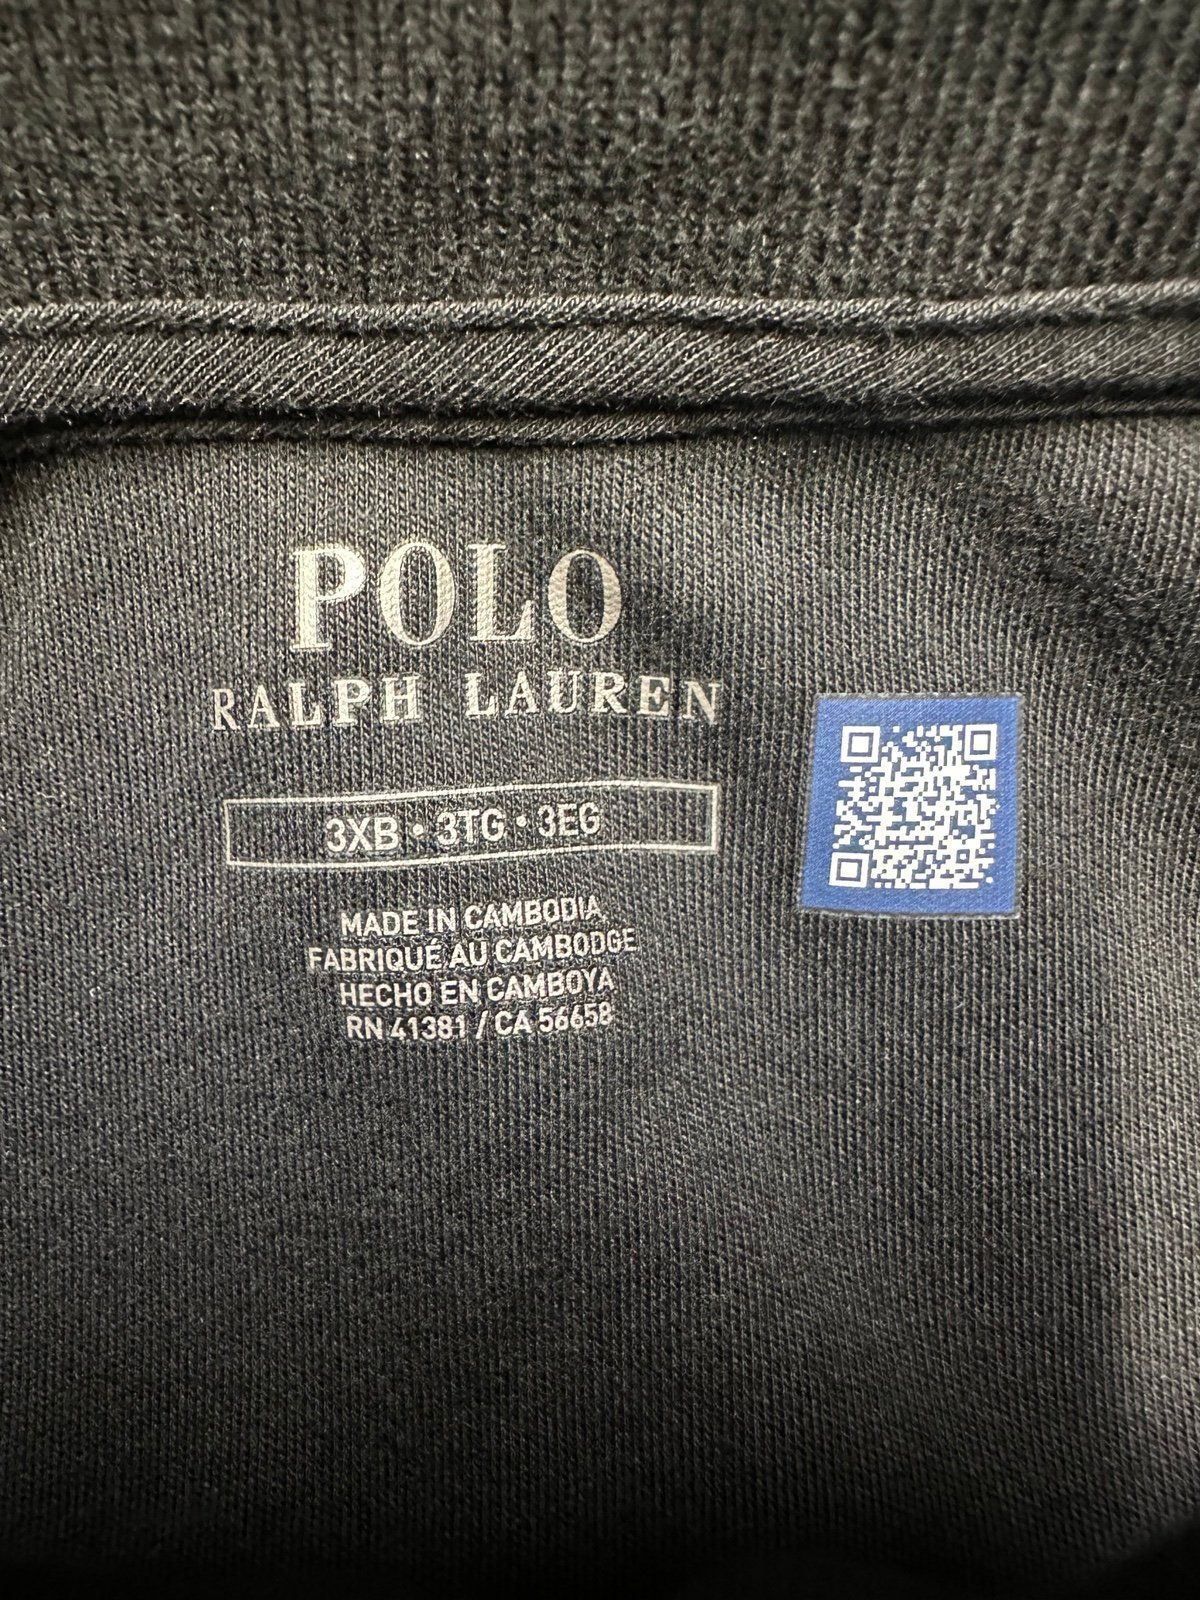 POLO
RALPH LAUREN
3XB • 3TG • 3EG
MADE IN CAMBODIA
FABRIQUÉ AU CAMBODGE
HECHO EN CAMBOYA
RN 41381 / CA 56658